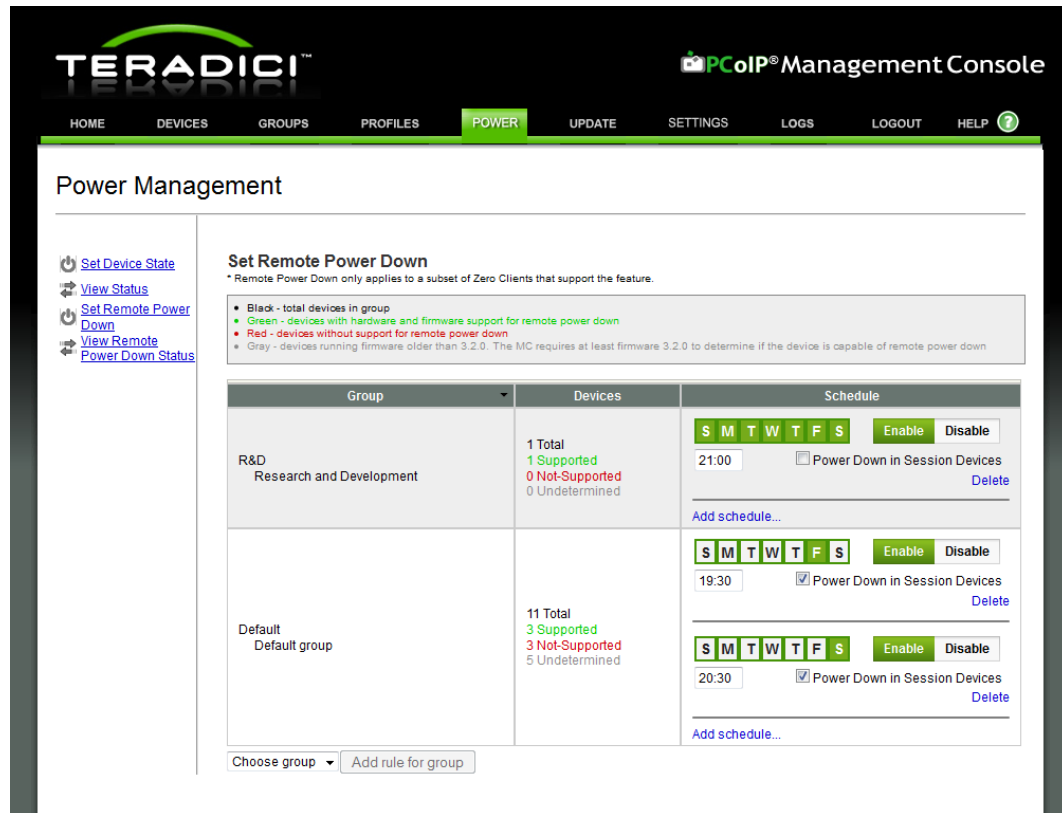 TERADICI™
PCoIP® Management Console
HOME DEVICES GROUPS PROFILES POWER UPDATE SETTINGS LOGS LOGOUT HELP ?
Power Management
Set Device State
View Status
Set Remote Power
Down
View Remote
Power Down Status
Set Remote Power Down
* Remote Power Down only applies to a subset of Zero Clients that support the feature.
• Black - total devices in group
• Green - devices with hardware and firmware support for remote power down
• Red - devices without support for remote power down
• Gray - devices running firmware older than 3.2.0. The MC requires at least firmware 3.2.0 to determine if the device is capable of remote power down
Group Devices Schedule
R&D
Research and Development
1 Total
1 Supported
0 Not-Supported
0 Undetermined
S M T W T F S Enable Disable
21:00 Power Down in Session Devices
Delete
Add schedule...
Default
Default group
11 Total
3 Supported
3 Not-Supported
5 Undetermined
S M T W T F S Enable Disable
19:30 Power Down in Session Devices
Delete
S M T W T F S Enable Disable
20:30 Power Down in Session Devices
Delete
Add schedule...
Choose group Add rule for group